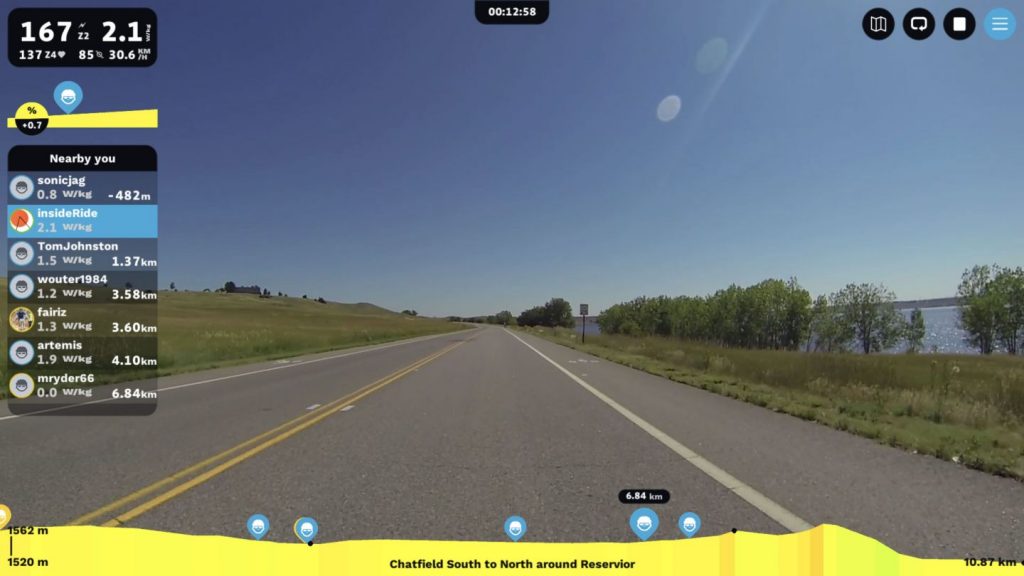 00:12:58
167 Z2 2.1
137 Z4 85 30.6 KM/H
%
+0.7
Nearby you
sonicjag
0.8 W/kg -482m
insideRide
2.1 W/kg
TomJohnston
1.5 W/kg 1.37km
wouter1984
1.2 W/kg 3.58km
fairiz
1.3 W/kg 3.60km
artemis
1.9 W/kg 4.10km
mryder66
0.0 W/kg 6.84km
6.84 km
1562 m
1520 m
Chatfield South to North around Reservior
10.87 km